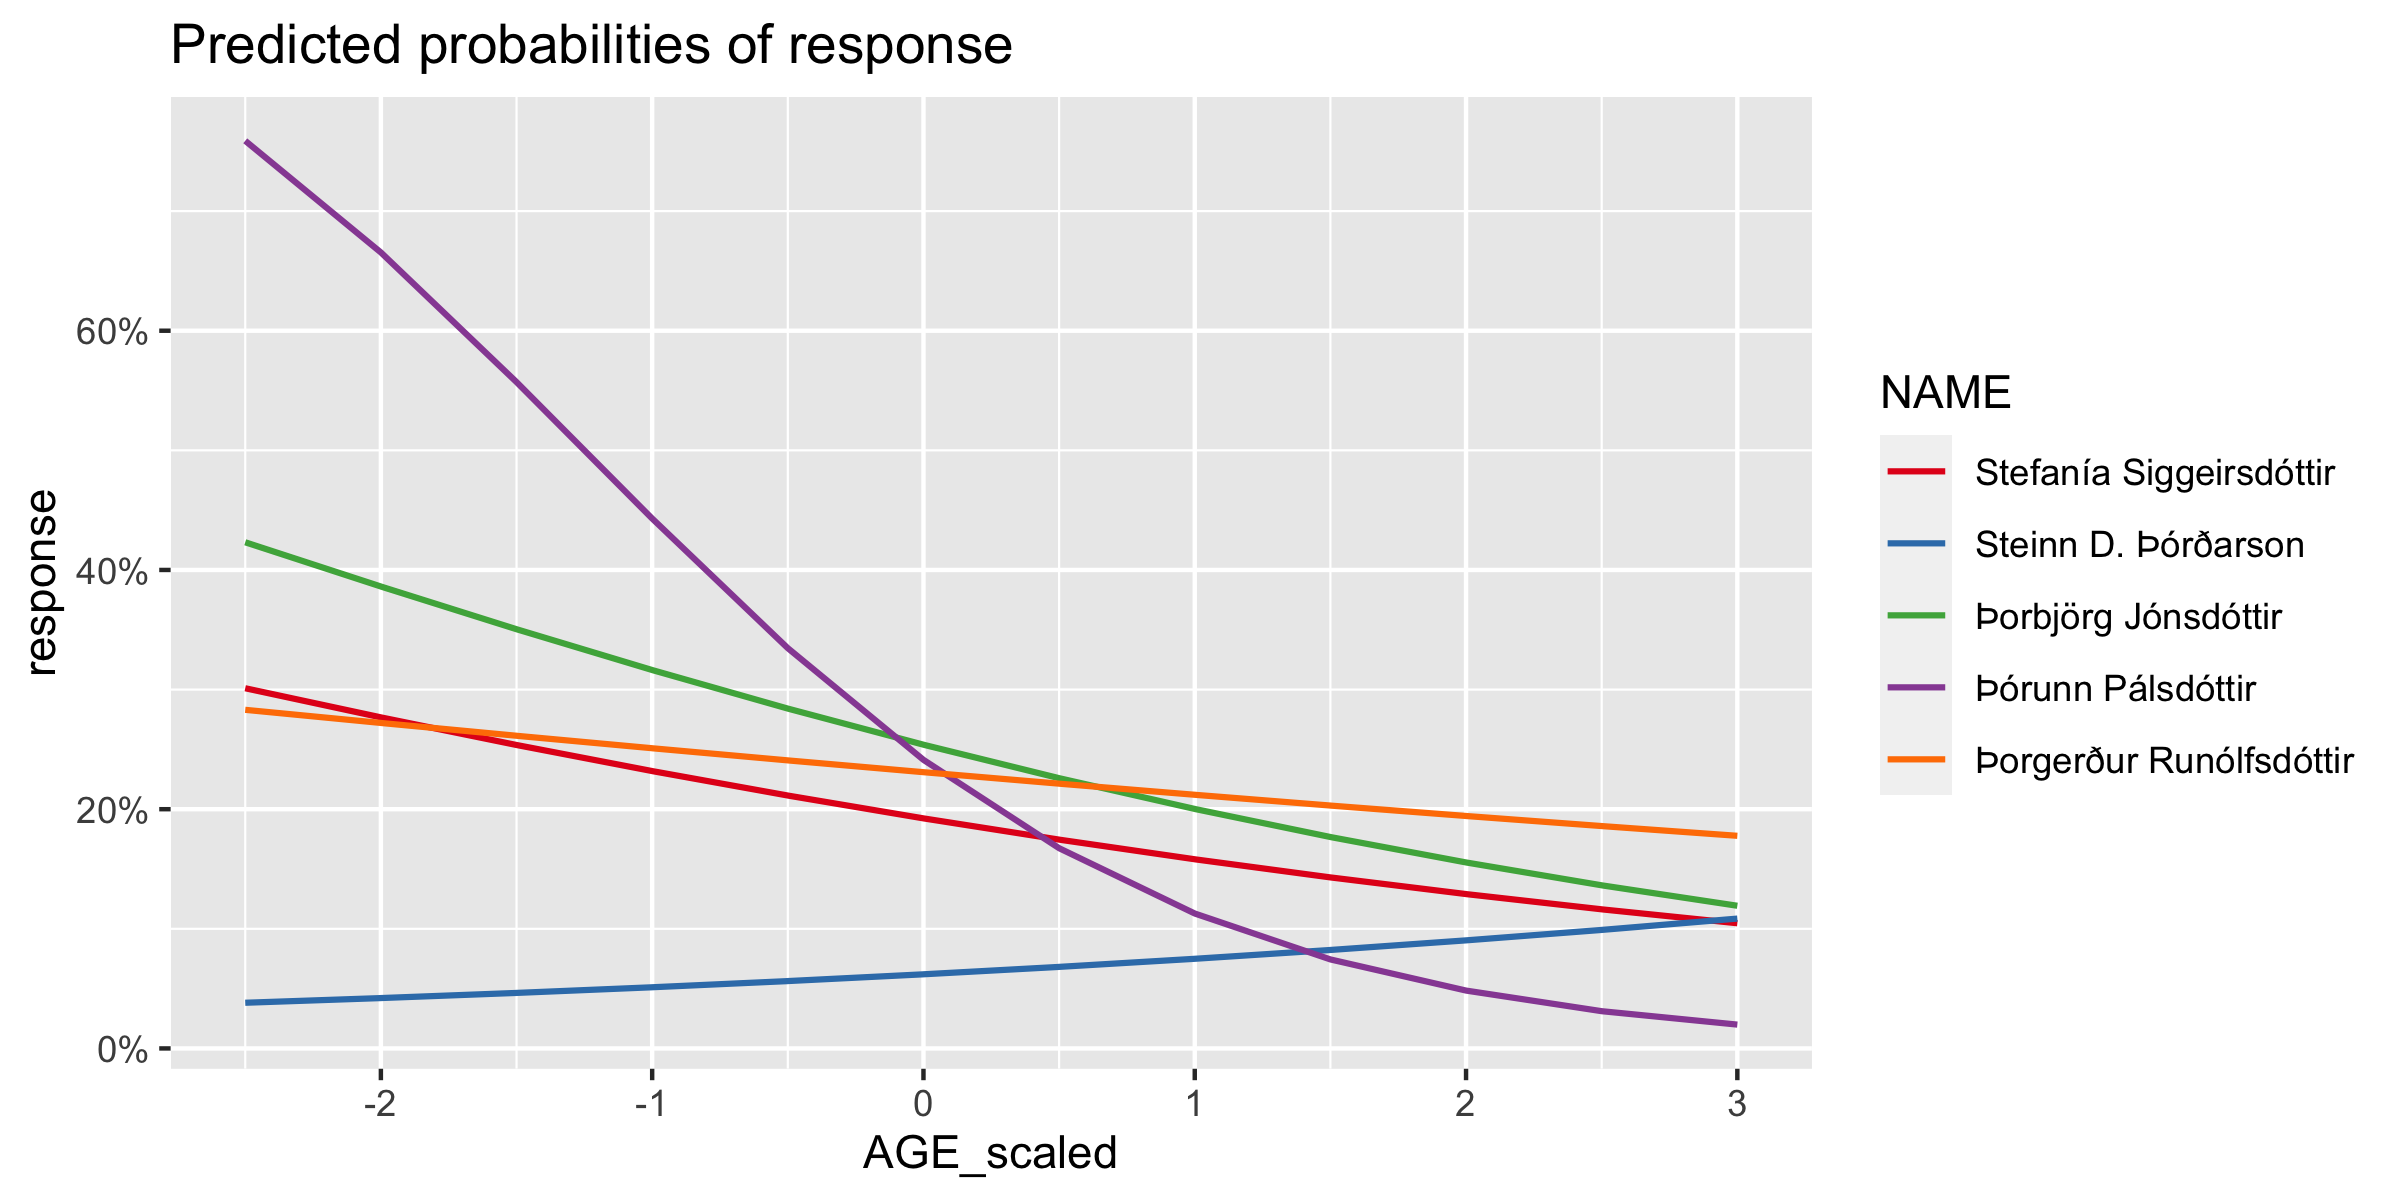 Predicted probabilities of response
response
60%
40%
20%
0%
-2
-1
0
1
2
3
AGE_scaled
NAME
Stefanía Siggeirsdóttir
Steinn D. Þórðarson
Þorbjörg Jónsdóttir
Þórunn Pálsdóttir
Þorgerður Runólfsdóttir